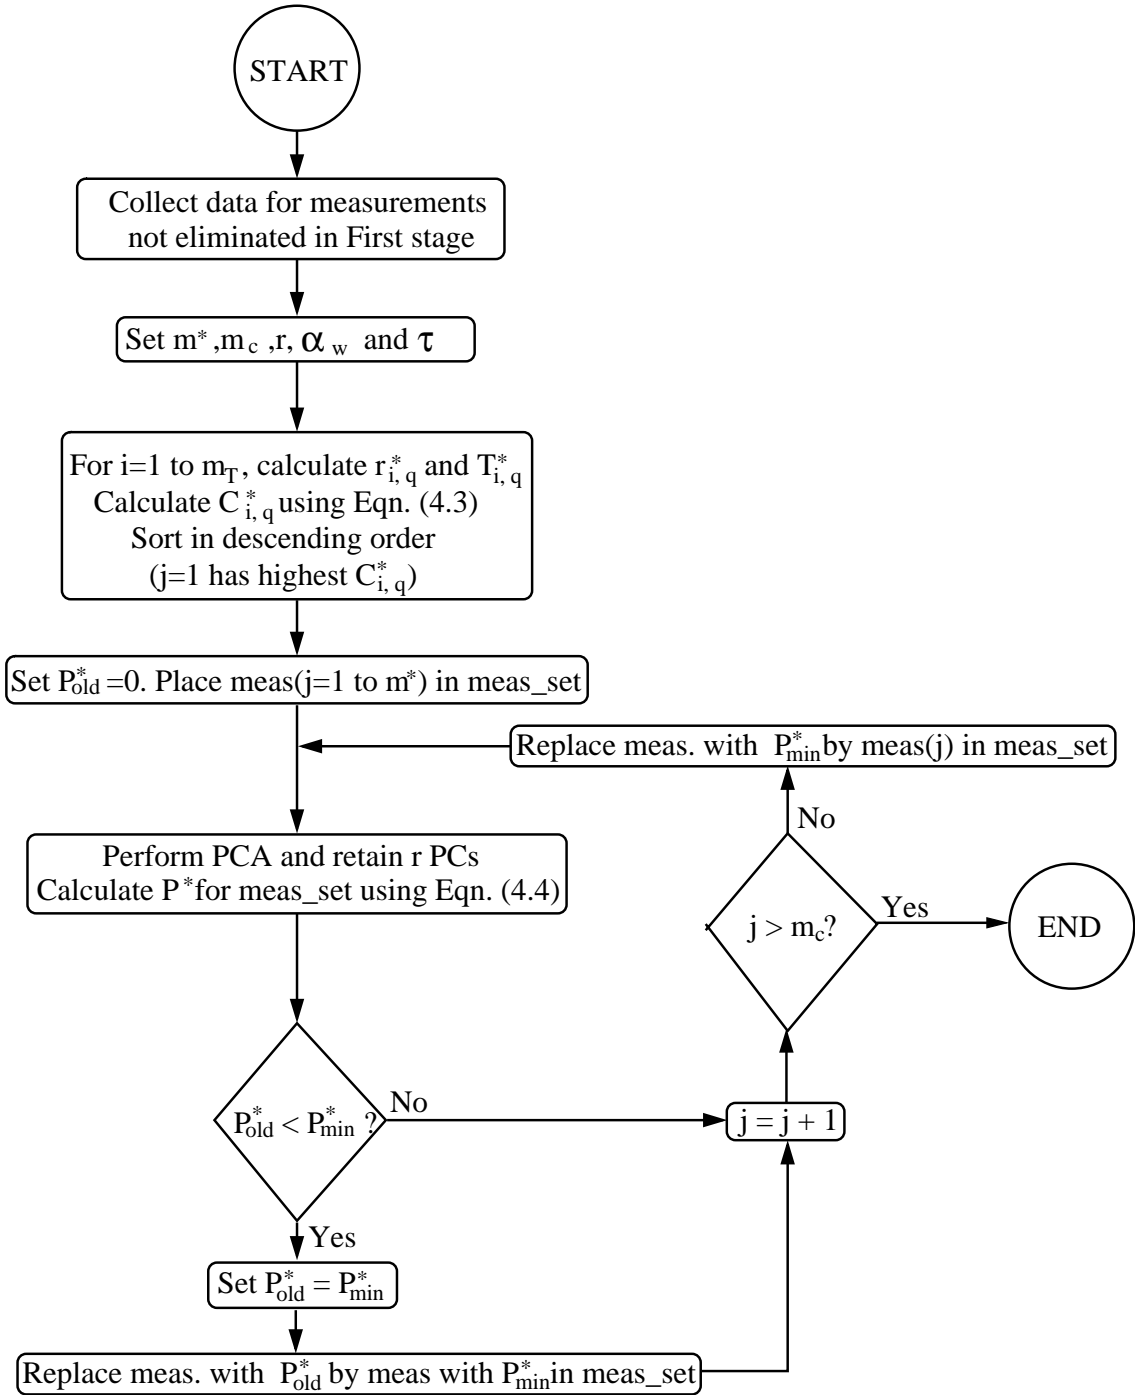 START
Collect data for measurements
not eliminated in First stage
Set m* ,m_c ,r, α_w and τ
For i=1 to m_T, calculate r*_i, q and T*_i, q
Calculate C*_i, q using Eqn. (4.3)
Sort in descending order
(j=1 has highest C*_i, q)
Set P*_old =0. Place meas(j=1 to m*) in meas_set
Replace meas. with P*_min by meas(j) in meas_set
No
Perform PCA and retain r PCs
Calculate P* for meas_set using Eqn. (4.4)
j > m_c?
Yes
END
P*_old < P*_min ?
No
j = j + 1
Yes
Set P*_old = P*_min
Replace meas. with P*_old by meas with P*_min in meas_set